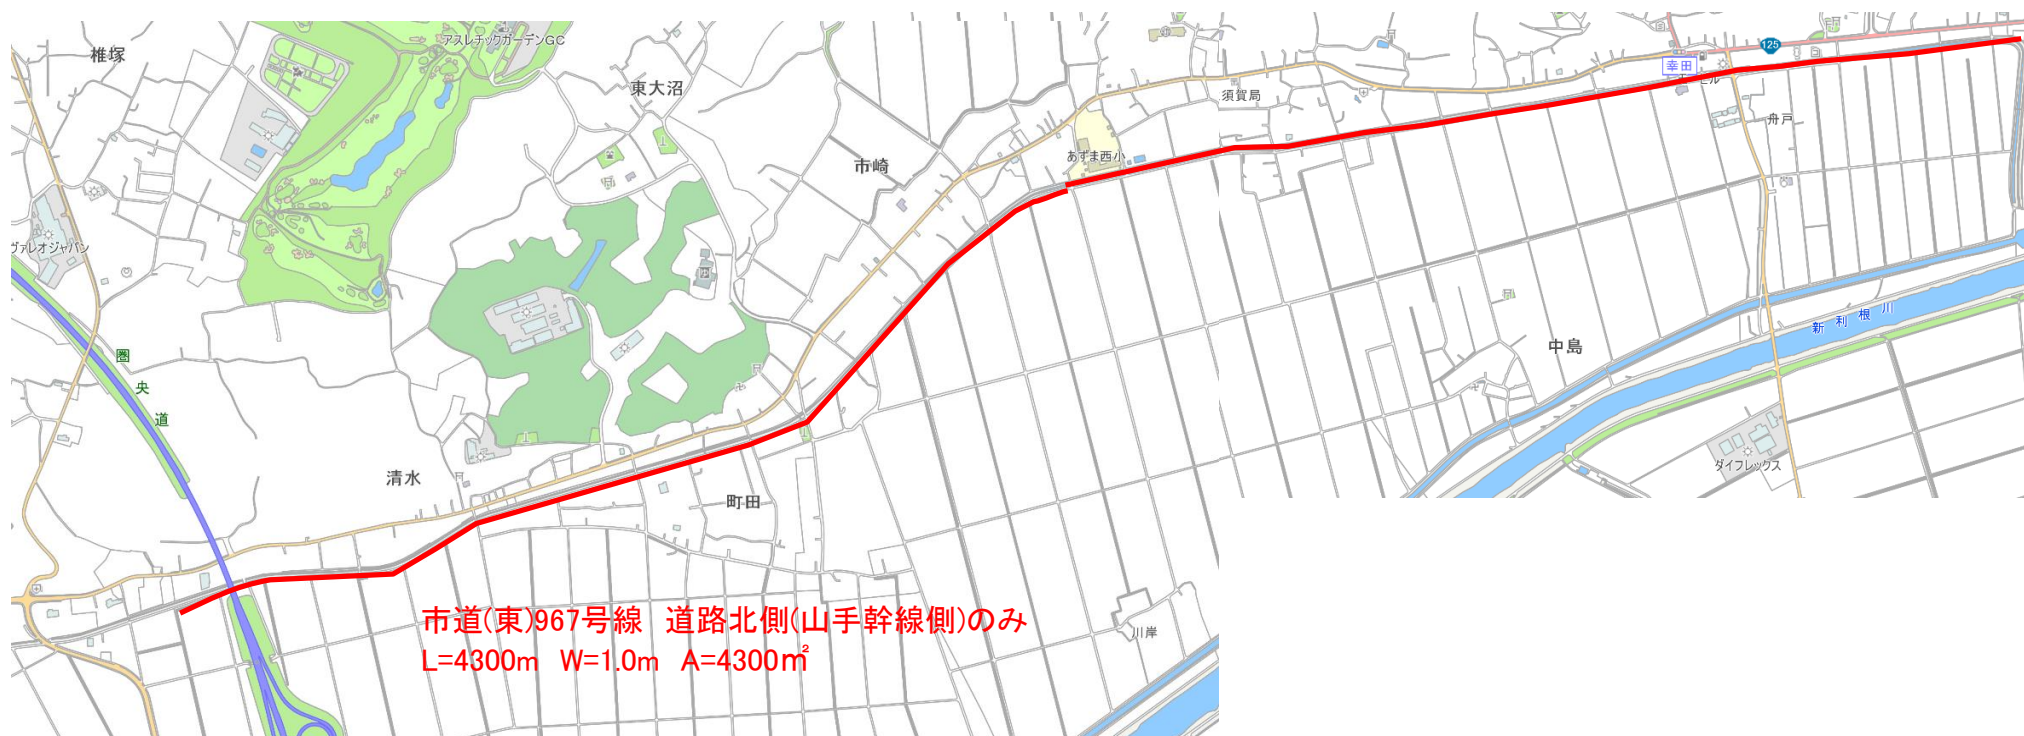 アスレチックガーデンGC
椎塚
125
幸田
東大沼
須賀局
舟戸
あずま西小
市崎
ヴァレオジャパン
新利根川
中島
圏央道
ダイフレックス
清水
町田
市道(東)967号線 道路北側(山手幹線側)のみ
川岸
L=4300m W=1.0m A=4300㎡